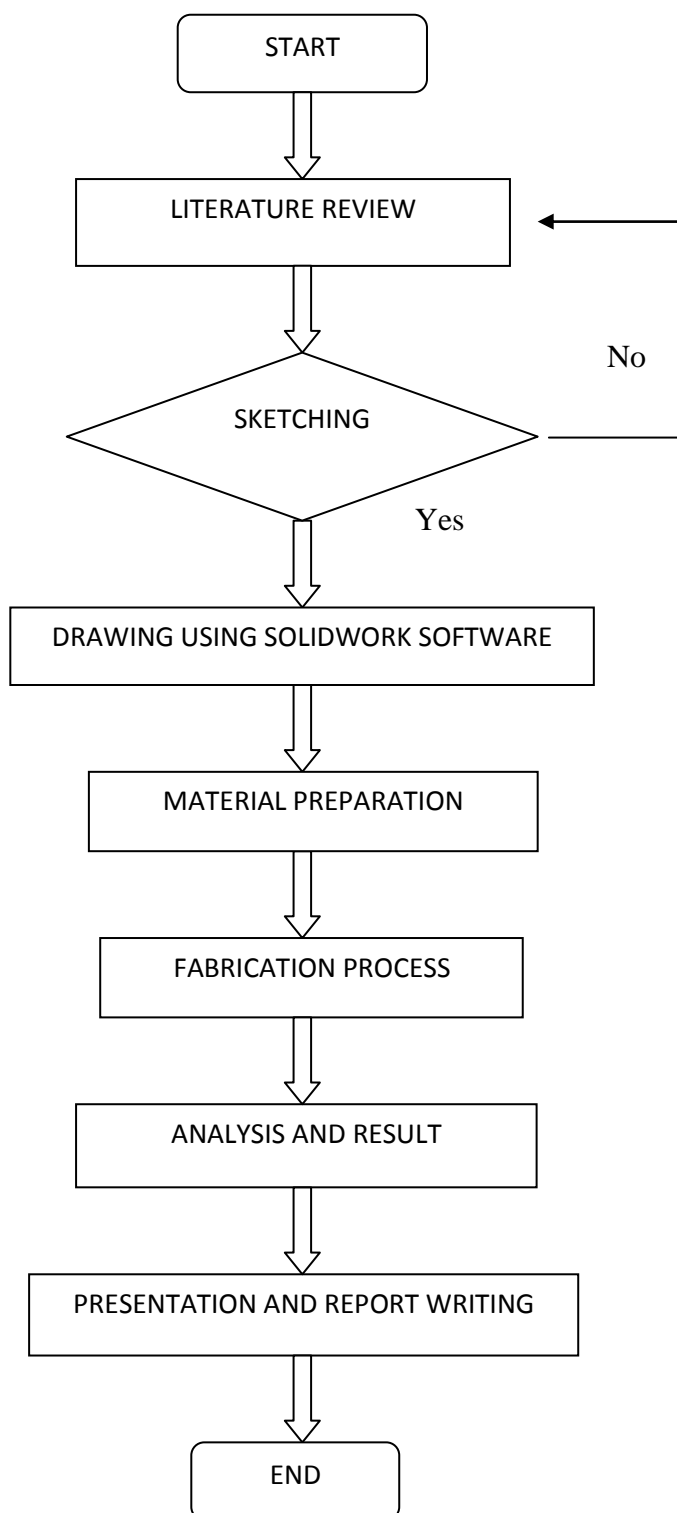 START
LITERATURE REVIEW
No
SKETCHING
Yes
DRAWING USING SOLIDWORK SOFTWARE
MATERIAL PREPARATION
FABRICATION PROCESS
ANALYSIS AND RESULT
PRESENTATION AND REPORT WRITING
END